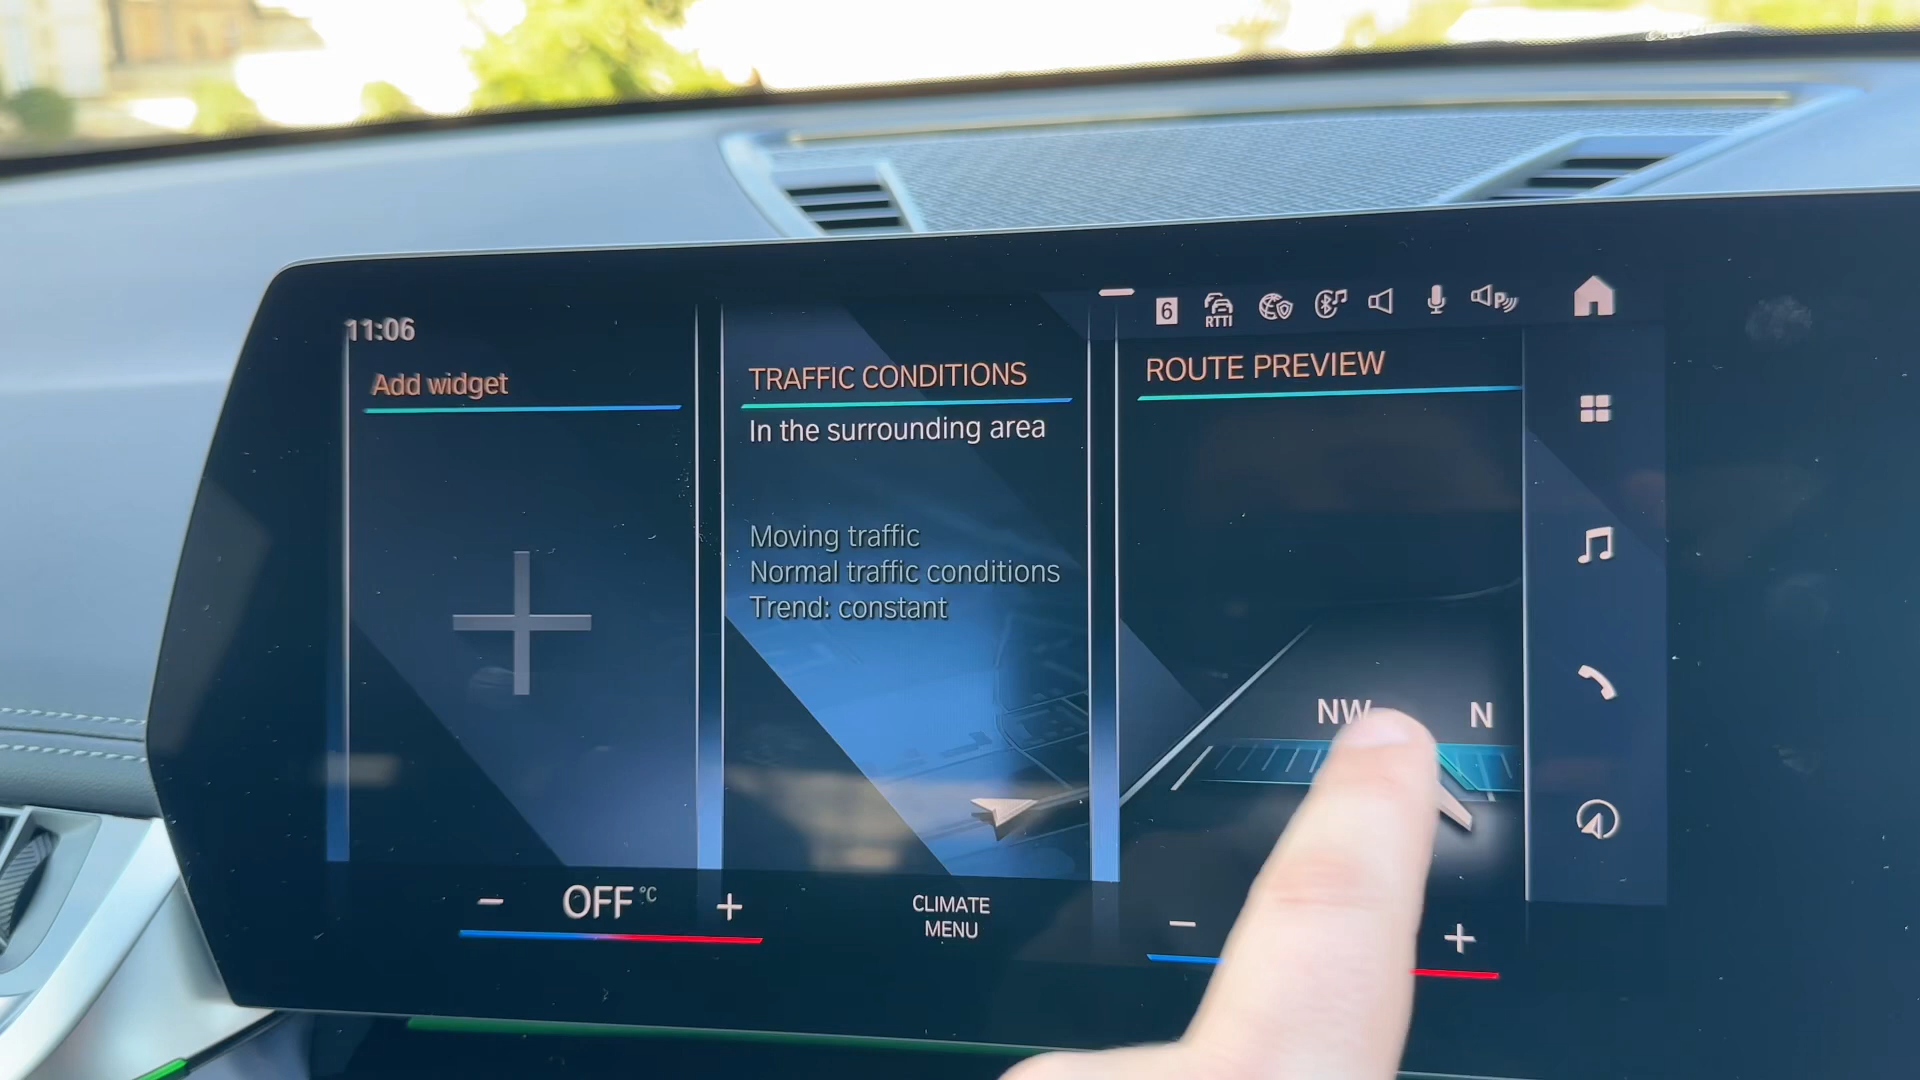 11:06
6
RTTI
P
Add widget
TRAFFIC CONDITIONS
In the surrounding area
Moving traffic
Normal traffic conditions
Trend: constant
ROUTE PREVIEW
NW
N
− OFF °C +
CLIMATE
MENU
− +